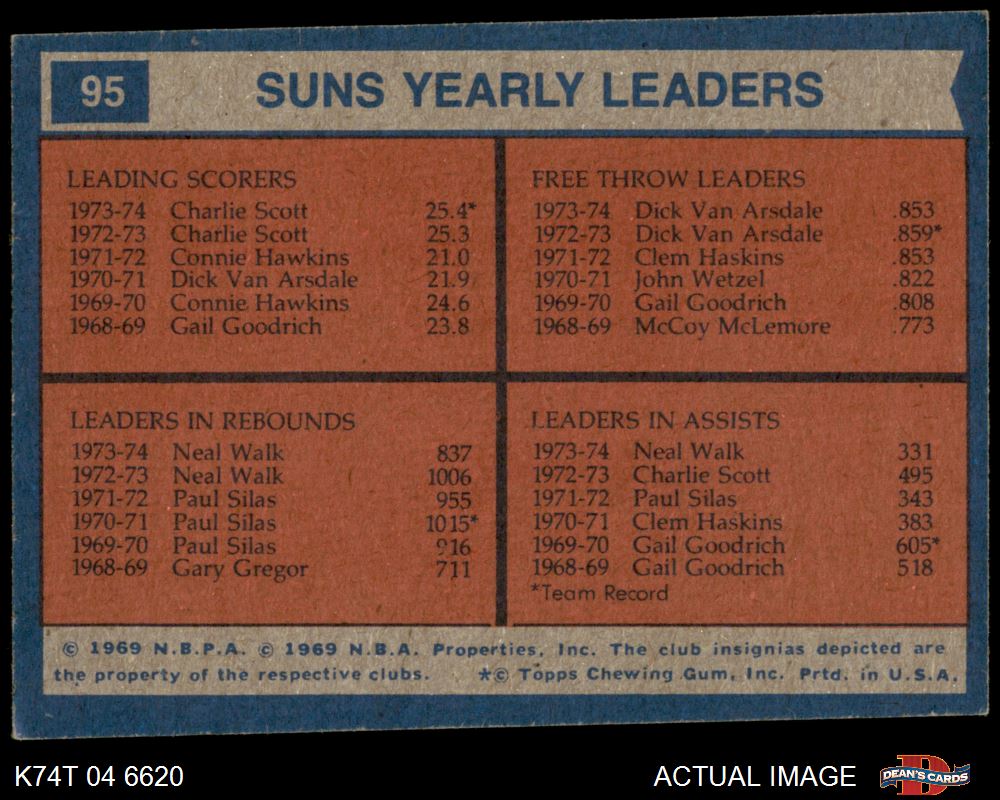 95 SUNS YEARLY LEADERS
LEADING SCORERS
1973-74 Charlie Scott 25.4*
1972-73 Charlie Scott 25.3
1971-72 Connie Hawkins 21.0
1970-71 Dick Van Arsdale 21.9
1969-70 Connie Hawkins 24.6
1968-69 Gail Goodrich 23.8
FREE THROW LEADERS
1973-74 Dick Van Arsdale .853
1972-73 Dick Van Arsdale .859*
1971-72 Clem Haskins .853
1970-71 John Wetzel .822
1969-70 Gail Goodrich .808
1968-69 McCoy McLemore .773
LEADERS IN REBOUNDS
1973-74 Neal Walk 837
1972-73 Neal Walk 1006
1971-72 Paul Silas 955
1970-71 Paul Silas 1015*
1969-70 Paul Silas 916
1968-69 Gary Gregor 711
LEADERS IN ASSISTS
1973-74 Neal Walk 331
1972-73 Charlie Scott 495
1971-72 Paul Silas 343
1970-71 Clem Haskins 383
1969-70 Gail Goodrich 605*
1968-69 Gail Goodrich 518
*Team Record
© 1969 N.B.P.A. © 1969 N.B.A. Properties, Inc. The club insignias depicted are
the property of the respective clubs. *© Topps Chewing Gum, Inc. Prtd. in U.S.A.
K74T 04 6620
ACTUAL IMAGE
D
DEAN'S CARDS